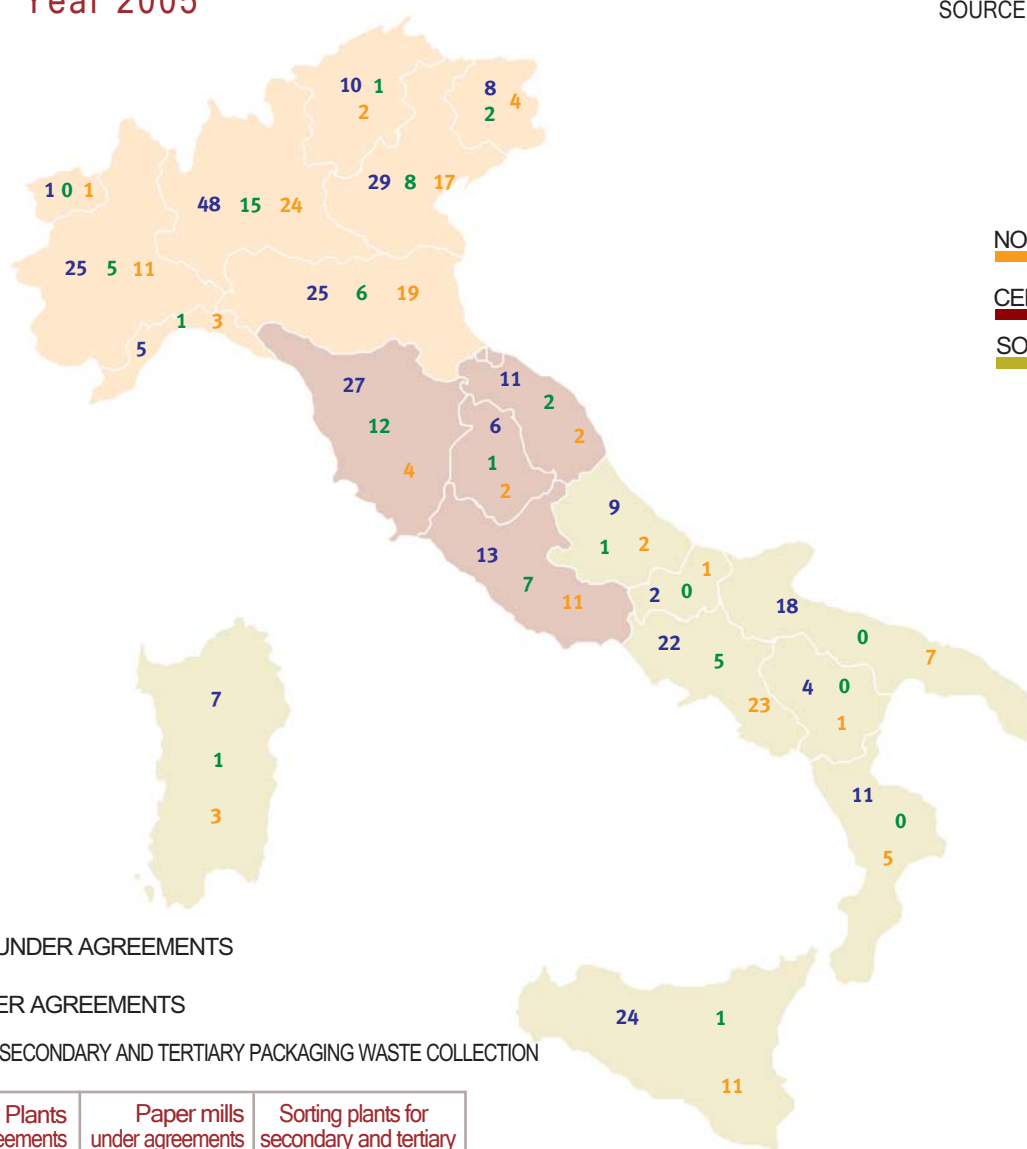 Year 2005
SOURCE
10 1
2
8
4
2
29 8 17
1 0 1
48 15 24
25 5 11
25 6 19
1 3
5
27
12
4
11
2
2
6
1
2
9
1 2
13
7
11
1
2 0
18
0
7
22
5
23
4 0
1
7
1
3
11
0
5
24 1
11
NO
CE
SO
UNDER AGREEMENTS
ER AGREEMENTS
SECONDARY AND TERTIARY PACKAGING WASTE COLLECTION
Plants Paper mills Sorting plants for
eements under agreements secondary and tertiary